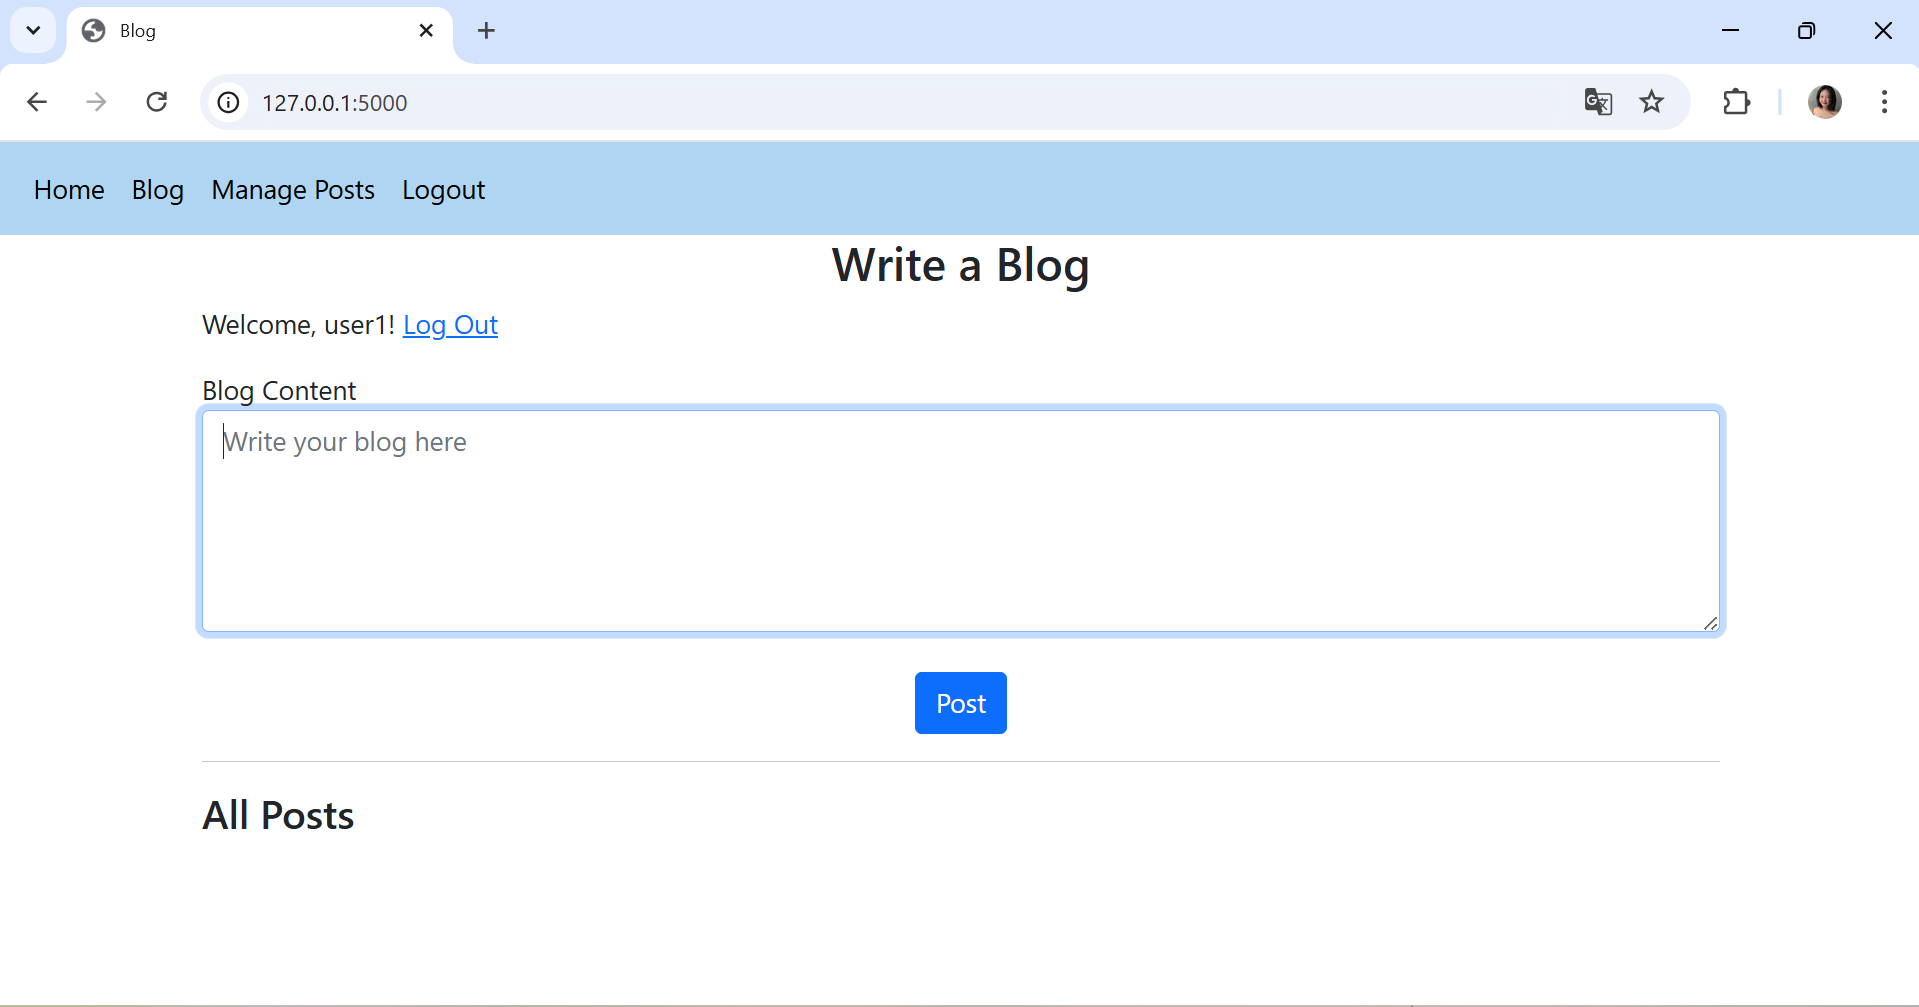 Blog
127.0.0.1:5000
Home Blog Manage Posts Logout
Write a Blog
Welcome, user1! Log Out
Blog Content
Write your blog here
Post
All Posts